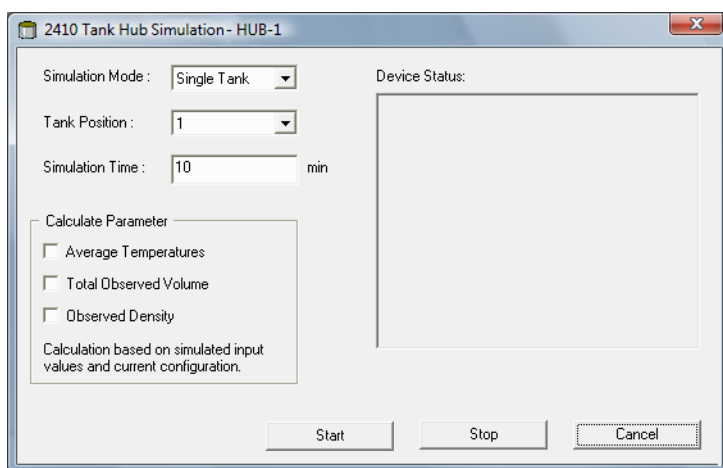 2410 Tank Hub Simulation - HUB-1
Simulation Mode :
Single Tank
Device Status:
Tank Position :
1
Simulation Time :
10
min
Calculate Parameter
Average Temperatures
Total Observed Volume
Observed Density
Calculation based on simulated input
values and current configuration.
Start
Stop
Cancel